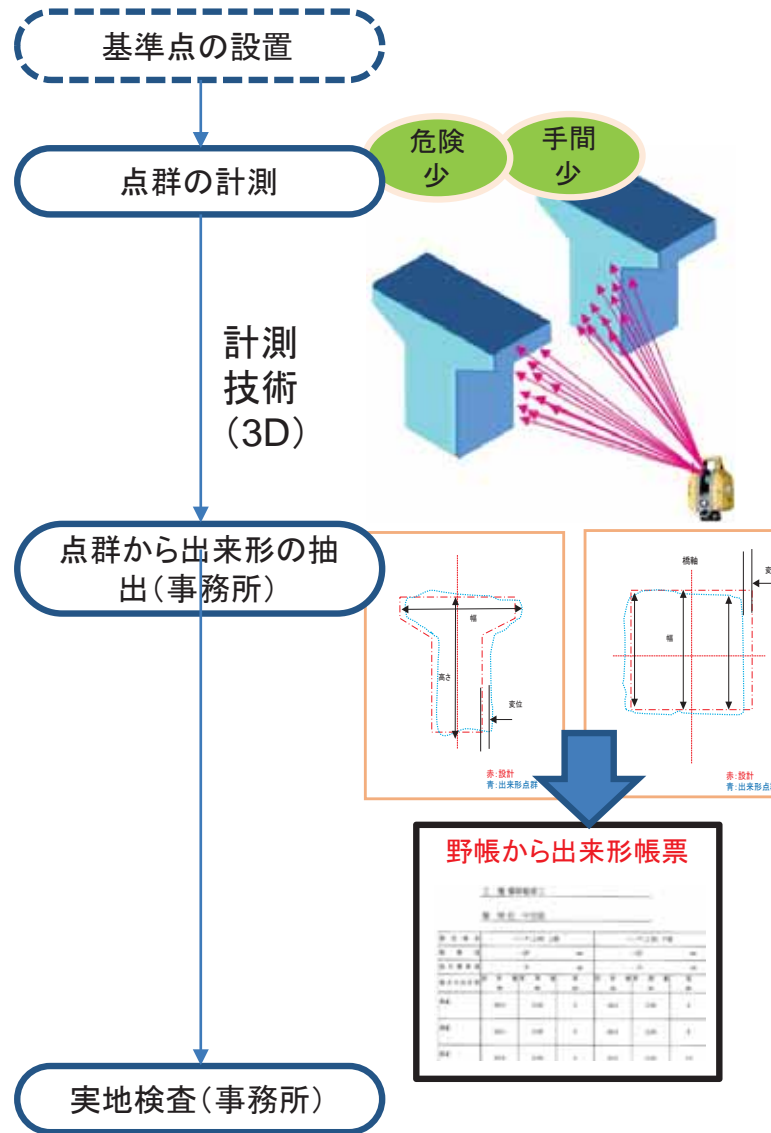 基準点の設置
危険
少
手間
少
点群の計測
計測
技術
(3D)
点群から出来形の抽
出(事務所)
幅
高さ
変位
赤:設計
青:出来形点群
橋軸
幅
赤:設計
青:出来形点
野帳から出来形帳票
実地検査(事務所)